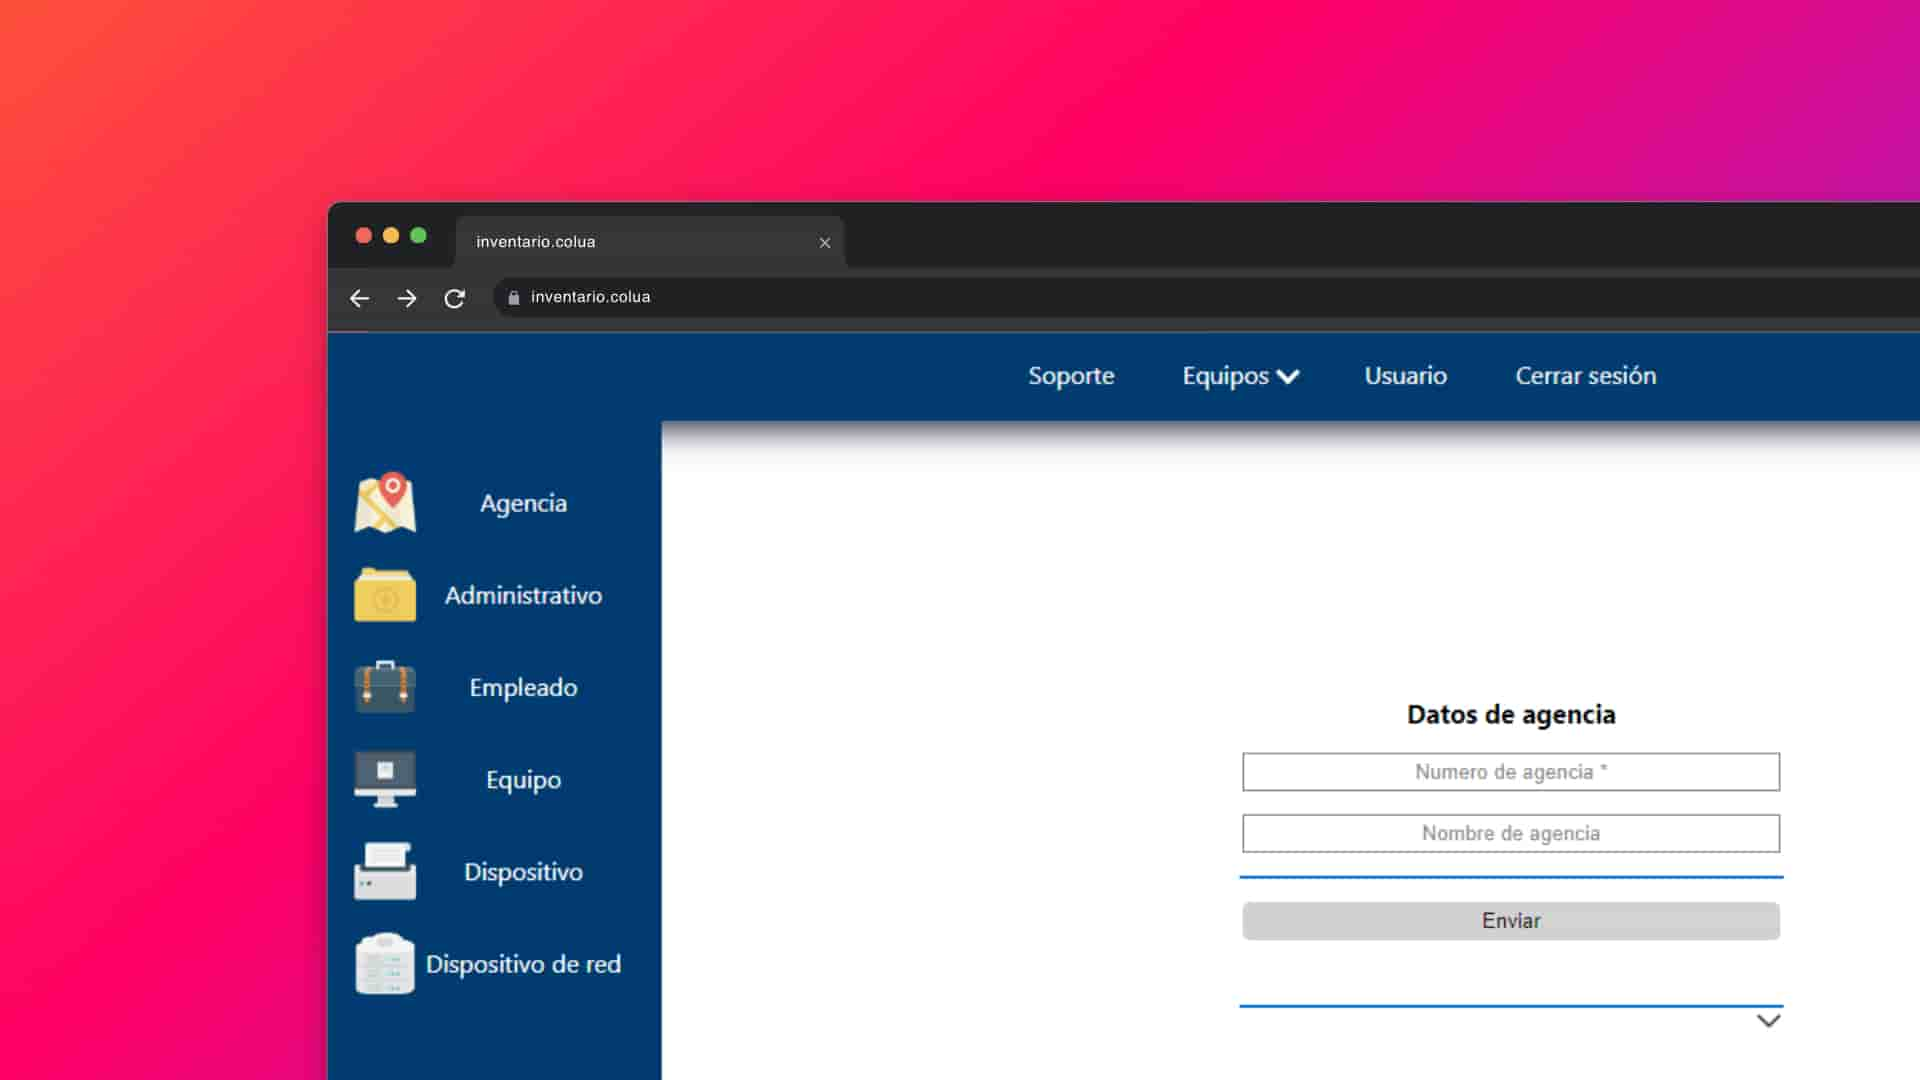 inventario.colua
inventario.colua
Soporte Equipos Usuario Cerrar sesión
Agencia
Administrativo
Empleado
Equipo
Dispositivo
Dispositivo de red
Datos de agencia
Numero de agencia *
Nombre de agencia
Enviar